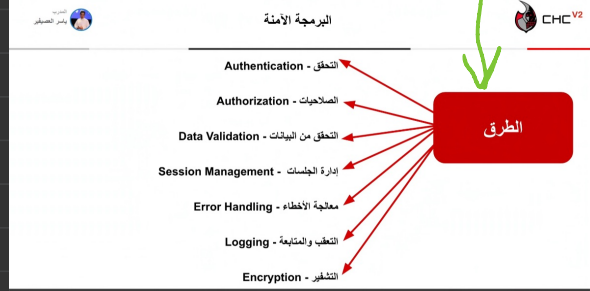 المدرب
ياسر العصيفير
البرمجة الآمنة
CHC V2
التحقق - Authentication
الصلاحيات - Authorization
التحقق من البيانات - Data Validation
إدارة الجلسات - Session Management
معالجة الأخطاء - Error Handling
التعقب والمتابعة - Logging
التشفير - Encryption
الطرق